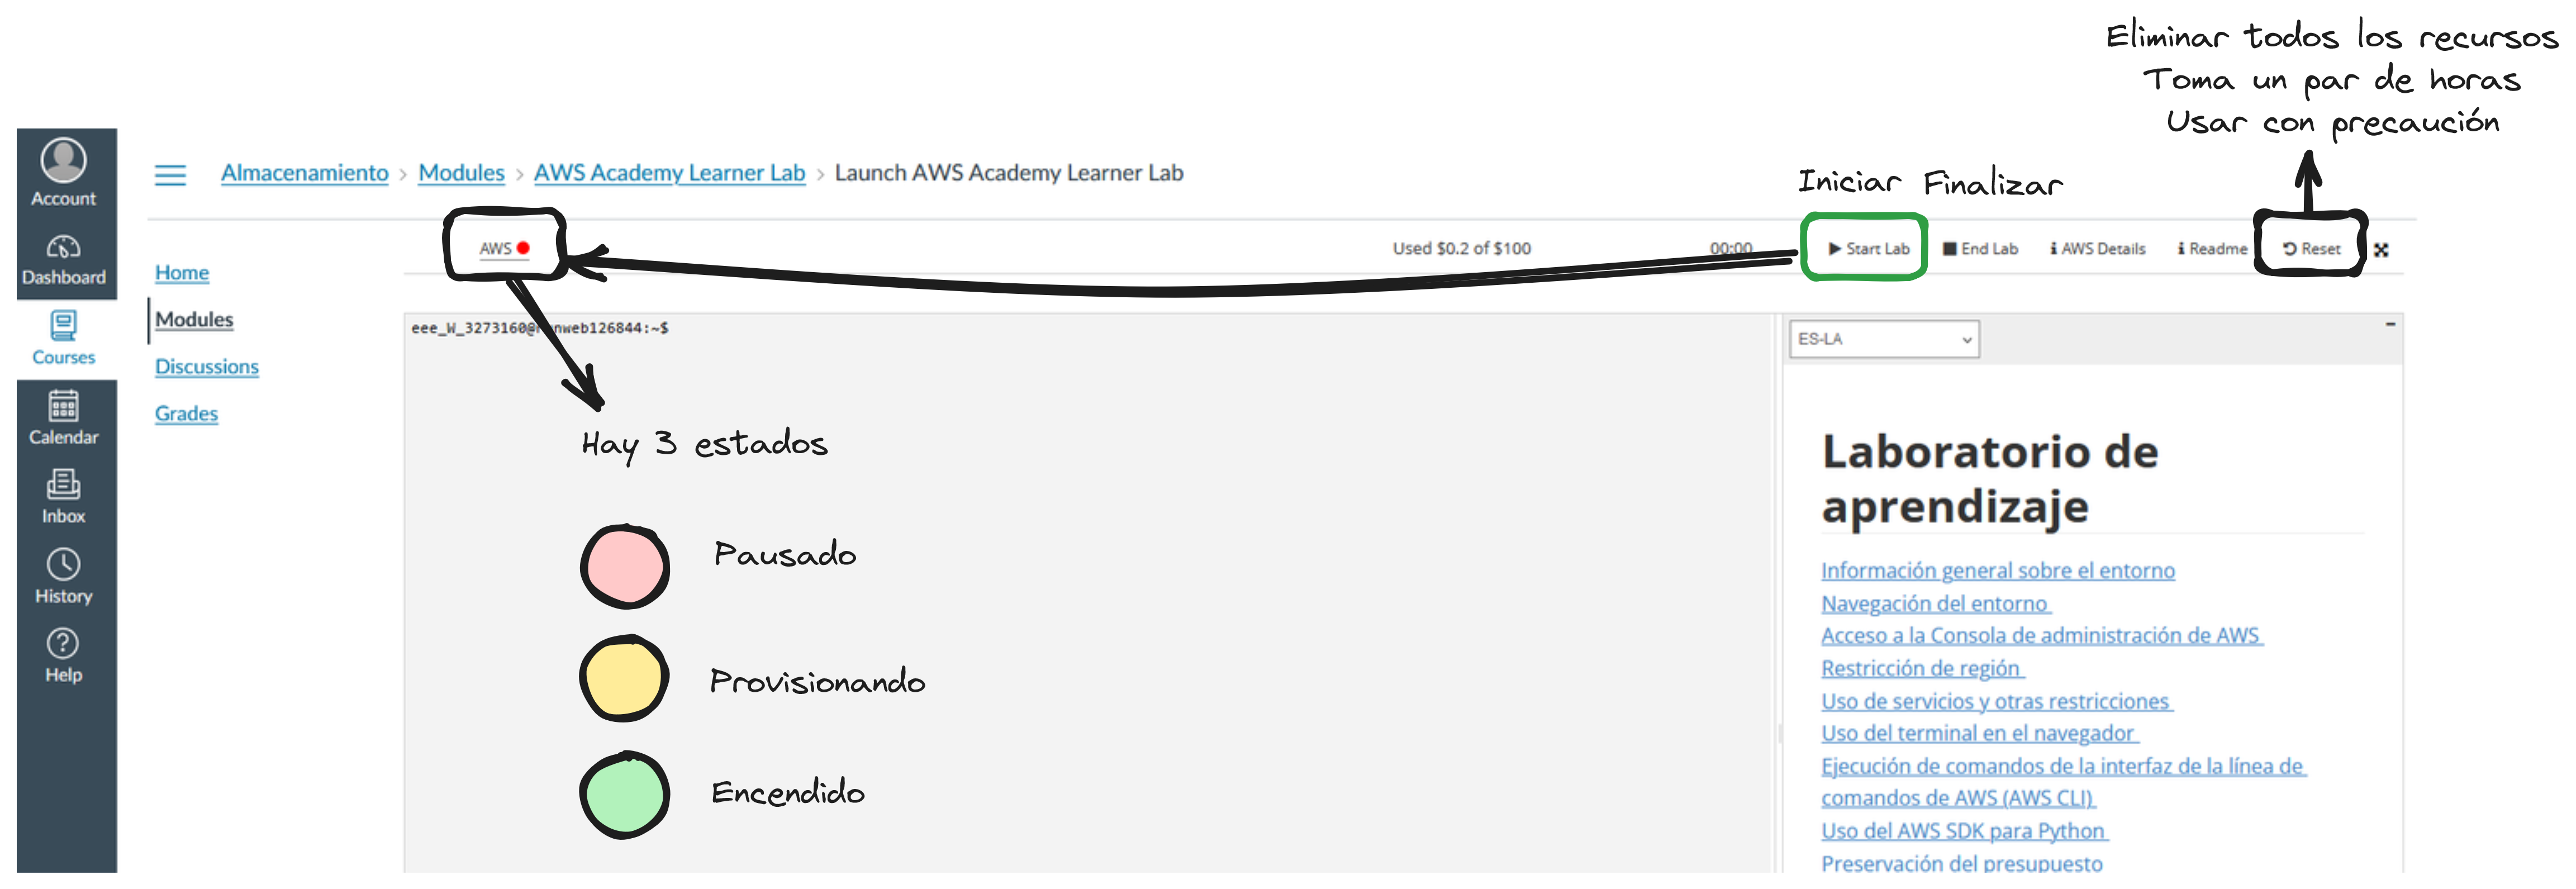 Eliminar todos los recursos
Toma un par de horas
Usar con precaución
Account
Dashboard
Courses
Calendar
Inbox
History
Help
Almacenamiento > Modules > AWS Academy Learner Lab > Launch AWS Academy Learner Lab
Iniciar Finalizar
AWS
Used $0.2 of $100
00:00
Start Lab
End Lab
AWS Details
Readme
Reset
Home
Modules
Discussions
Grades
ES-LA
Hay 3 estados
Pausado
Provisionando
Encendido
Laboratorio de
aprendizaje
Información general sobre el entorno
Navegación del entorno
Acceso a la Consola de administración de AWS
Restricción de región
Uso de servicios y otras restricciones
Uso del terminal en el navegador
Ejecución de comandos de la interfaz de la línea de
comandos de AWS (AWS CLI)
Uso del AWS SDK para Python
Preservación del presupuesto